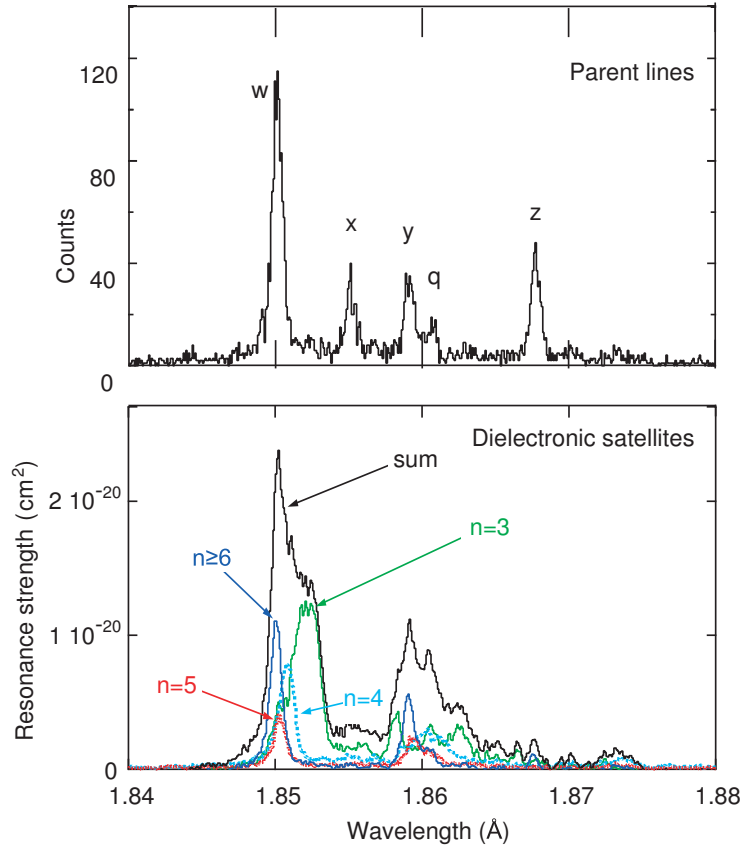 Parent lines
Counts
120
80
40
0
w
x
y
q
z
Dielectronic satellites
Resonance strength (cm²)
2 10⁻²⁰
1 10⁻²⁰
0
sum
n=3
n≥6
n=5
n=4
1.84
1.85
1.86
1.87
1.88
Wavelength (Å)